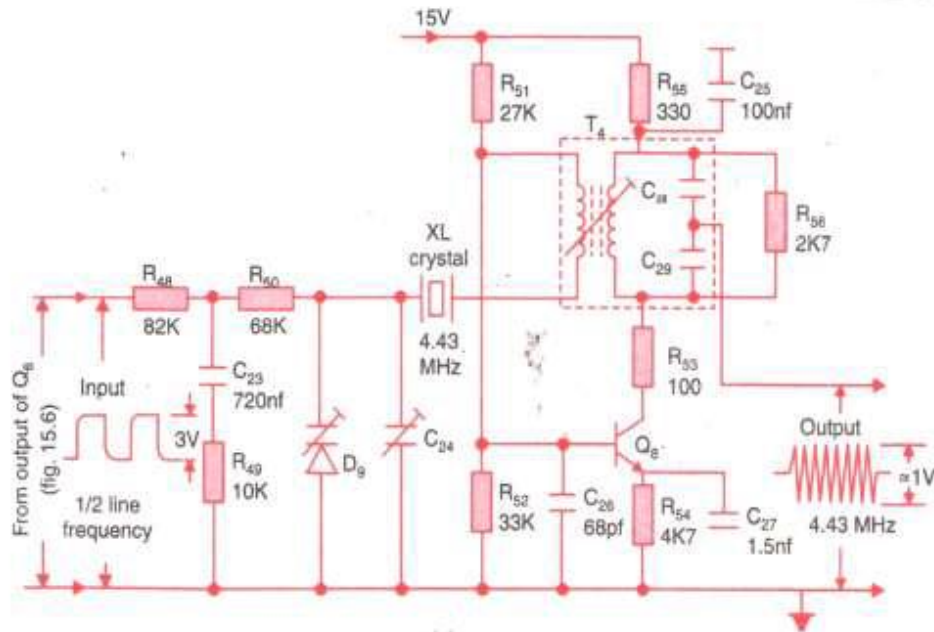 15V
R51
27K
R55
330
C25
100nf
T4
C28
C29
R56
2K7
XL
crystal
4.43
MHz
R48
82K
R50
68K
R53
100
C23
720nf
From output of Q6
(fig. 15.6)
Input
3V
1/2 line
frequency
R49
10K
D9
C24
R52
33K
C26
68pf
Q8
R54
4K7
C27
1.5nf
Output
≈1V
4.43 MHz